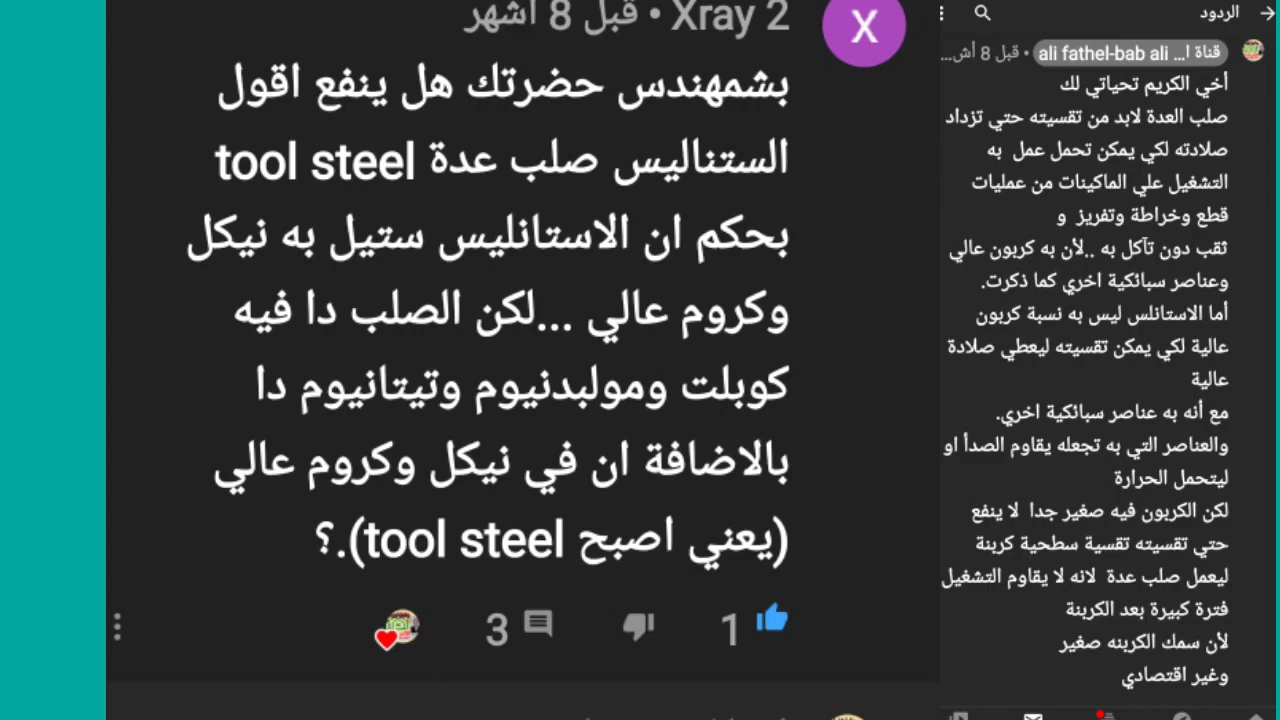 Xray 2 • قبل 8 أشهر
X
بشمهندس حضرتك هل ينفع اقول
الستناليس صلب عدة tool steel
بحكم ان الاستانليس ستيل به نيكل
وكروم عالي ...لكن الصلب دا فيه
كوبلت ومولبدنيوم وتيتانيوم دا
بالاضافة ان في نيكل وكروم عالي
(يعني اصبح tool steel).؟
1
3
الردود
قناة ا... ali fathel-bab ali • قبل 8 أش...
أخي الكريم تحياتي لك
صلب العدة لابد من تقسيته حتي تزداد
صلادته لكي يمكن تحمل عمل به
التشغيل علي الماكينات من عمليات
قطع وخراطة وتفريز و
ثقب دون تآكل به ..لأن به كربون عالي
وعناصر سبائكية اخري كما ذكرت.
أما الاستانلس ليس به نسبة كربون
عالية لكي يمكن تقسيته ليعطي صلادة
عالية
مع أنه به عناصر سبائكية اخري.
والعناصر التي به تجعله يقاوم الصدأ او
ليتحمل الحرارة
لكن الكربون فيه صغير جدا لا ينفع
حتي تقسيته تقسية سطحية كربنة
ليعمل صلب عدة لانه لا يقاوم التشغيل
فترة كبيرة بعد الكربنة
لأن سمك الكربنه صغير
وغير اقتصادي